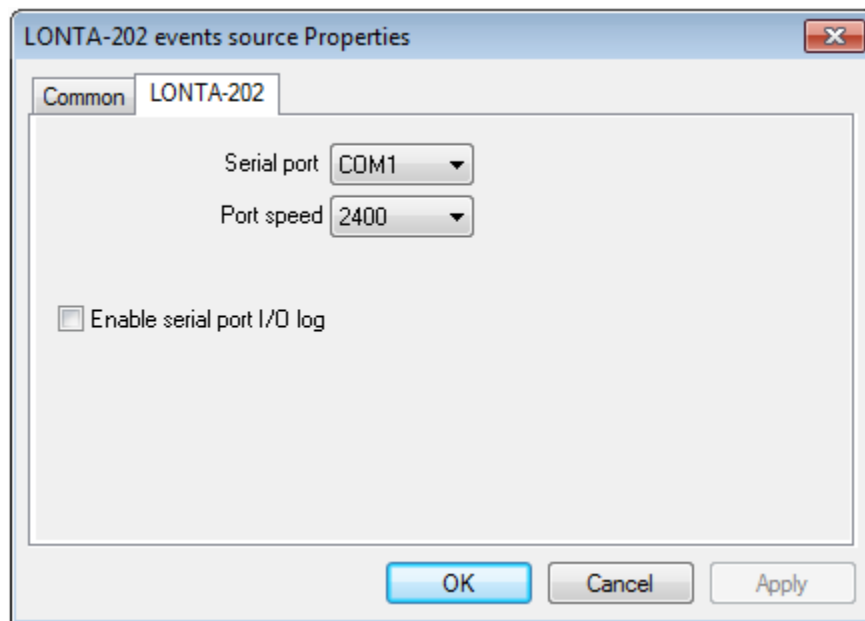 LONTA-202 events source Properties
Common LONTA-202
Serial port COM1
Port speed 2400
Enable serial port I/O log
OK Cancel Apply